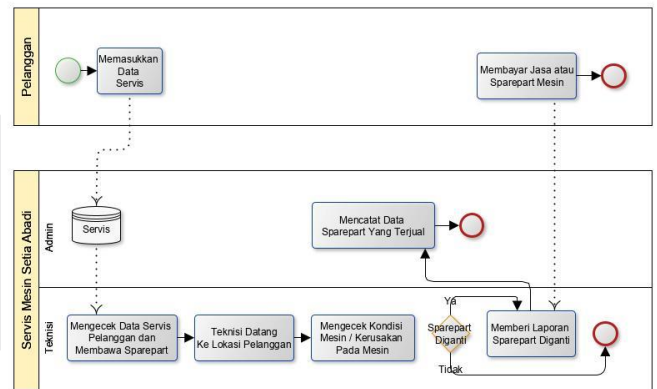 Pelanggan
Memasukkan
Data
Servis
Membayar Jasa atau
Sparepart Mesin
Servis Mesin Setia Abadi
Admin
Servis
Mencatat Data
Sparepart Yang Terjual
Teknisi
Mengecek Data Servis
Pelanggan dan
Membawa Sparepart
Teknisi Datang
Ke Lokasi Pelanggan
Mengecek Kondisi
Mesin / Kerusakan
Pada Mesin
Ya
Sparepart
Diganti
Tidak
Memberi Laporan
Sparepart Diganti